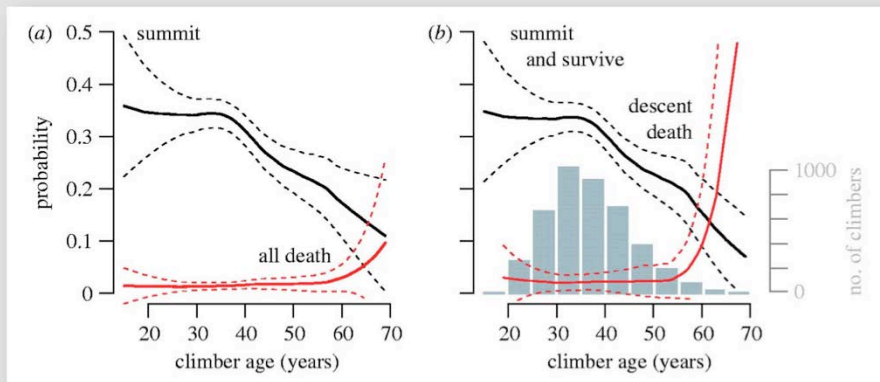 (a)
0.5
summit
0.4
0.3
probability
0.2
0.1
all death
0
20 30 40 50 60 70
climber age (years)
(b)
summit
and survive
descent
death
1000
0
no. of climbers
20 30 40 50 60 70
climber age (years)